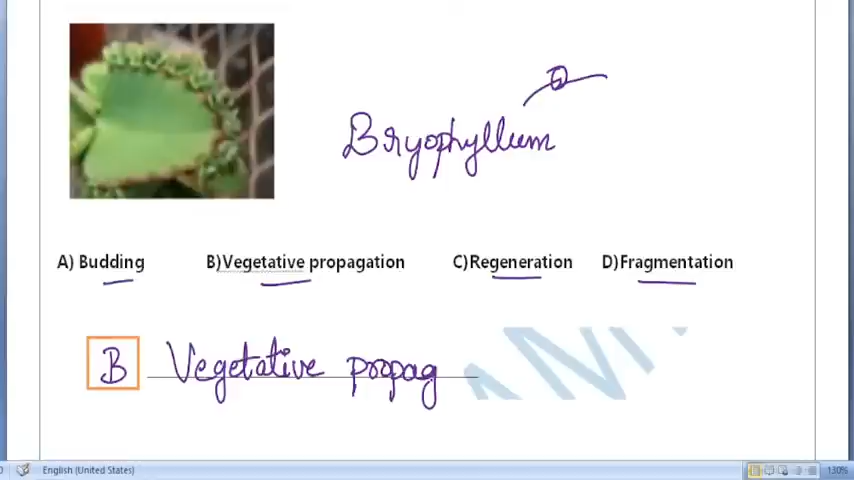 Bryophyllum
A) Budding B)Vegetative propagation C)Regeneration D)Fragmentation
B Vegetative propag
English (United States) 130%